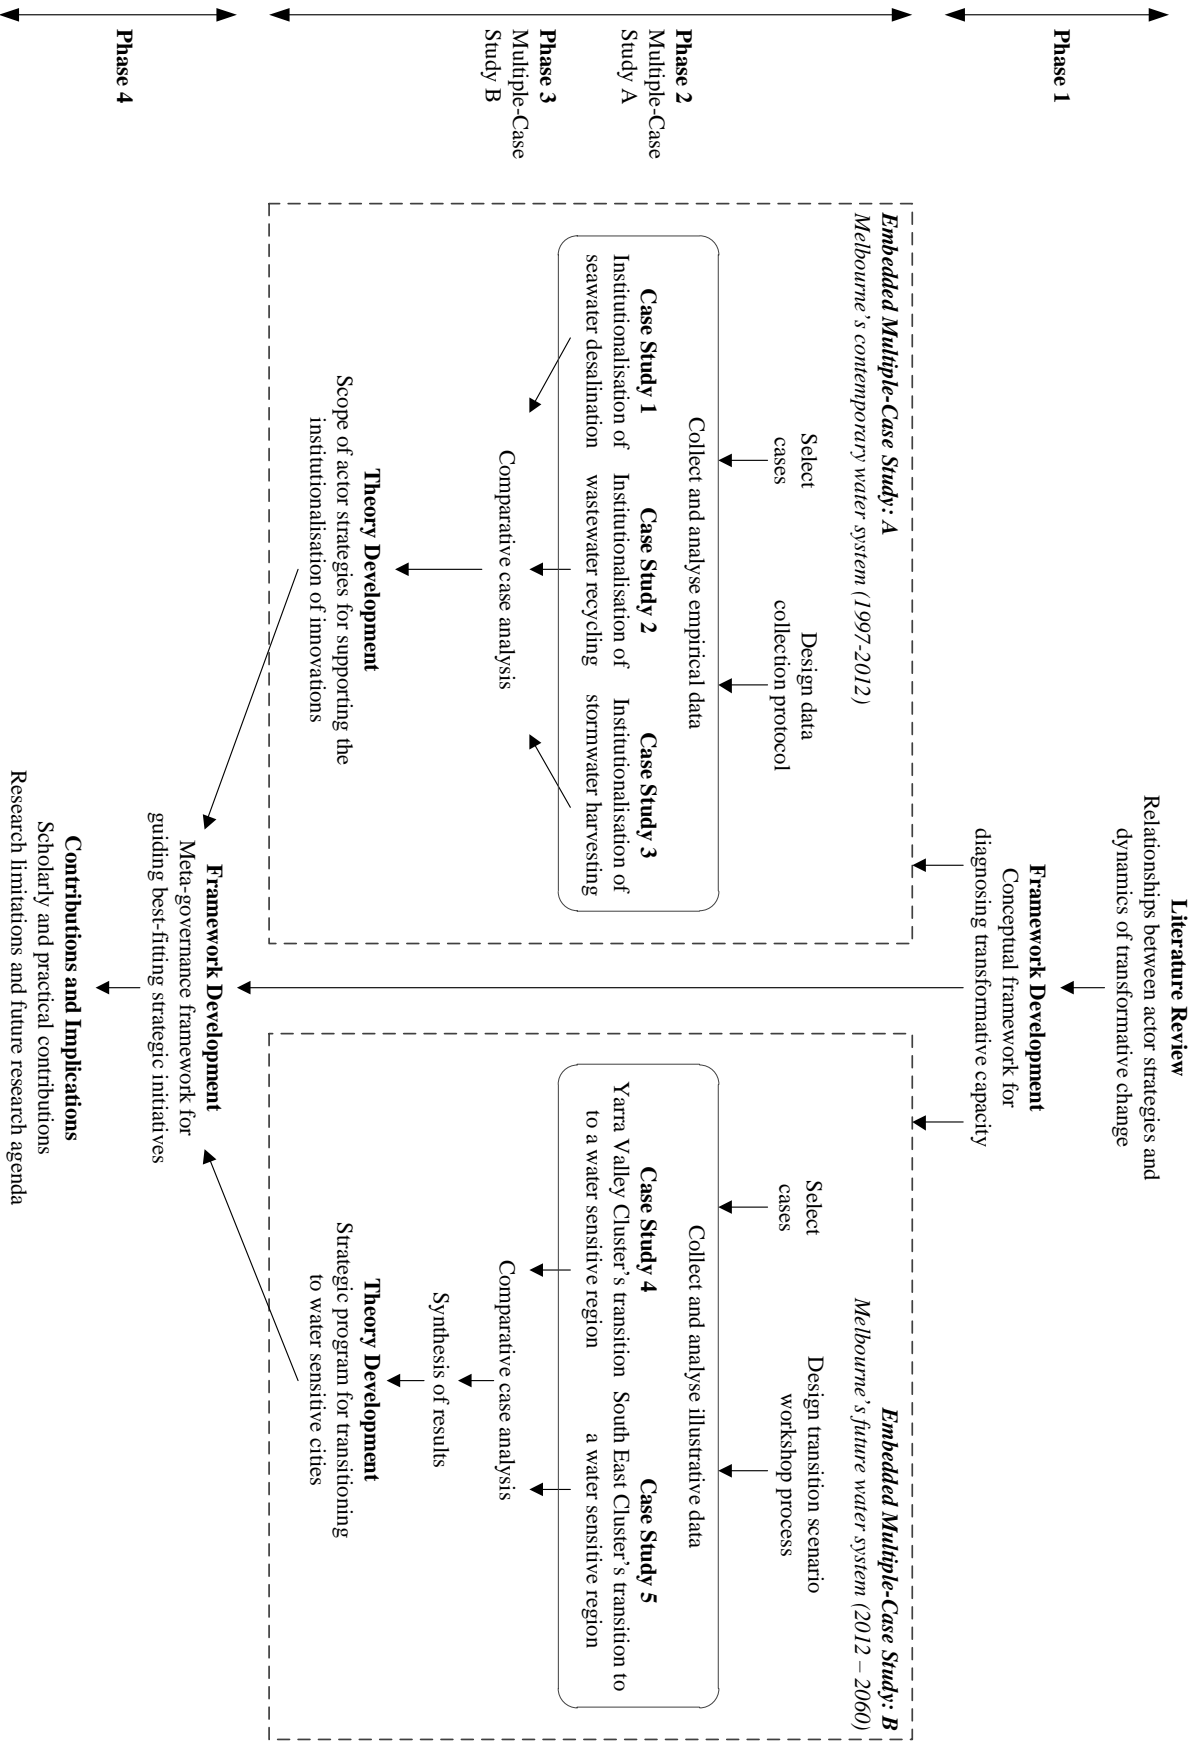 Literature Review
Relationships between actor strategies and
dynamics of transformative change
Phase 1
Framework Development
Conceptual framework for
diagnosing transformative capacity
Phase 2
Multiple-Case
Study A
Phase 3
Multiple-Case
Study B
Embedded Multiple-Case Study: A
Melbourne's contemporary water system (1997-2012)
Select
cases
Design data
collection protocol
Collect and analyse empirical data
Case Study 1
Institutionalisation of
seawater desalination
Case Study 2
Institutionalisation of
wastewater recycling
Case Study 3
Institutionalisation of
stormwater harvesting
Comparative case analysis
Theory Development
Scope of actor strategies for supporting the
institutionalisation of innovations
Embedded Multiple-Case Study: B
Melbourne's future water system (2012 – 2060)
Select
cases
Design transition scenario
workshop process
Collect and analyse illustrative data
Case Study 4
Yarra Valley Cluster's transition
to a water sensitive region
Case Study 5
South East Cluster's transition to
a water sensitive region
Comparative case analysis
Synthesis of results
Theory Development
Strategic program for transitioning
to water sensitive cities
Phase 4
Framework Development
Meta-governance framework for
guiding best-fitting strategic initiatives
Contributions and Implications
Scholarly and practical contributions
Research limitations and future research agenda